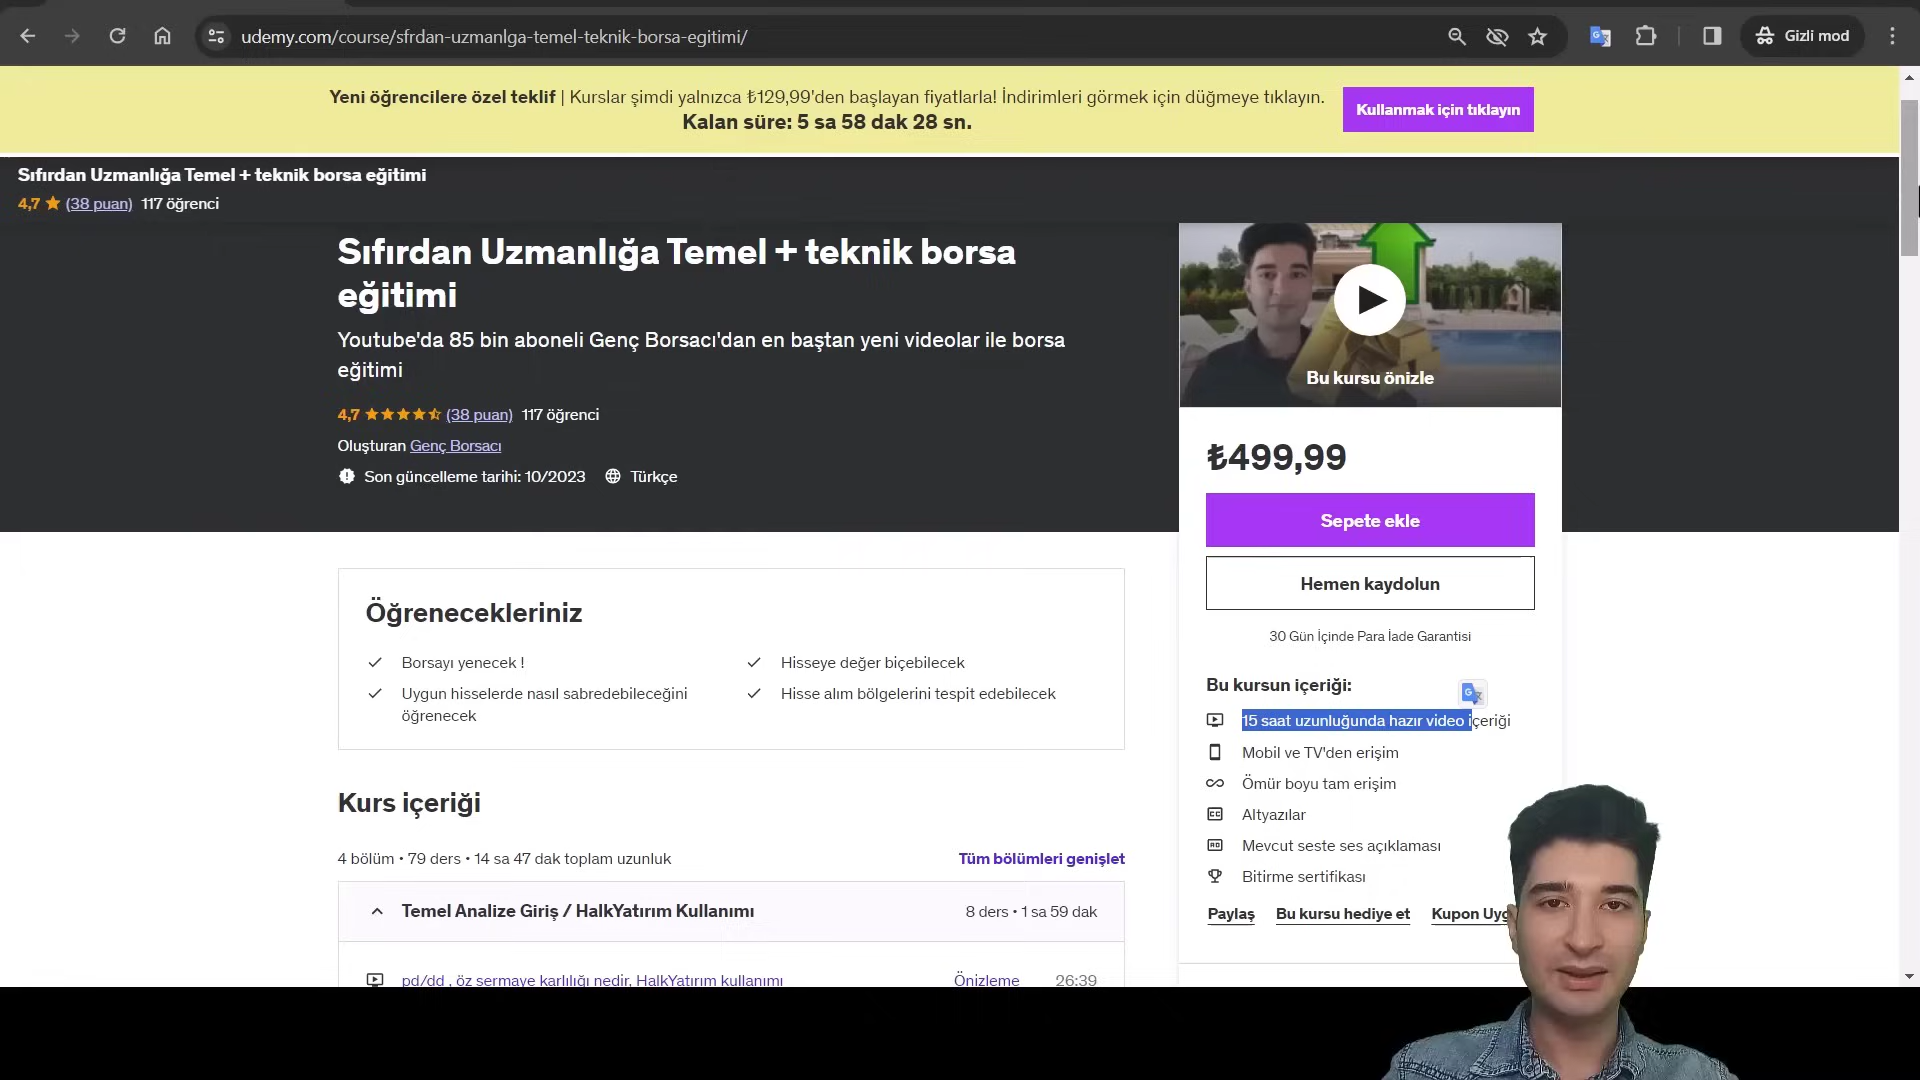 udemy.com/course/sfrdan-uzmanlga-temel-teknik-borsa-egitimi/
Gizli mod
Yeni öğrencilere özel teklif | Kurslar şimdi yalnızca ₺129,99'den başlayan fiyatlarla! İndirimleri görmek için düğmeye tıklayın.
Kalan süre: 5 sa 58 dak 28 sn.
Kullanmak için tıklayın
Sıfırdan Uzmanlığa Temel + teknik borsa eğitimi
4,7 (38 puan) 117 öğrenci
Sıfırdan Uzmanlığa Temel + teknik borsa
eğitimi
Youtube'da 85 bin aboneli Genç Borsacı'dan en baştan yeni videolar ile borsa
eğitimi
4,7 (38 puan) 117 öğrenci
Oluşturan Genç Borsacı
Son güncelleme tarihi: 10/2023 Türkçe
Bu kursu önizle
₺499,99
Sepete ekle
Hemen kaydolun
30 Gün İçinde Para İade Garantisi
Bu kursun içeriği:
15 saat uzunluğunda hazır video içeriği
Mobil ve TV'den erişim
Ömür boyu tam erişim
Altyazılar
Mevcut seste ses açıklaması
Bitirme sertifikası
Paylaş Bu kursu hediye et Kupon Uyg
Öğrenecekleriniz
Borsayı yenecek !
Hisseye değer biçebilecek
Uygun hisselerde nasıl sabredebileceğini
öğrenecek
Hisse alım bölgelerini tespit edebilecek
Kurs içeriği
4 bölüm • 79 ders • 14 sa 47 dak toplam uzunluk
Tüm bölümleri genişlet
Temel Analize Giriş / HalkYatırım Kullanımı
8 ders • 1 sa 59 dak
pd/dd , öz sermaye karlılığı nedir, HalkYatırım kullanımı
Önizleme 26:39